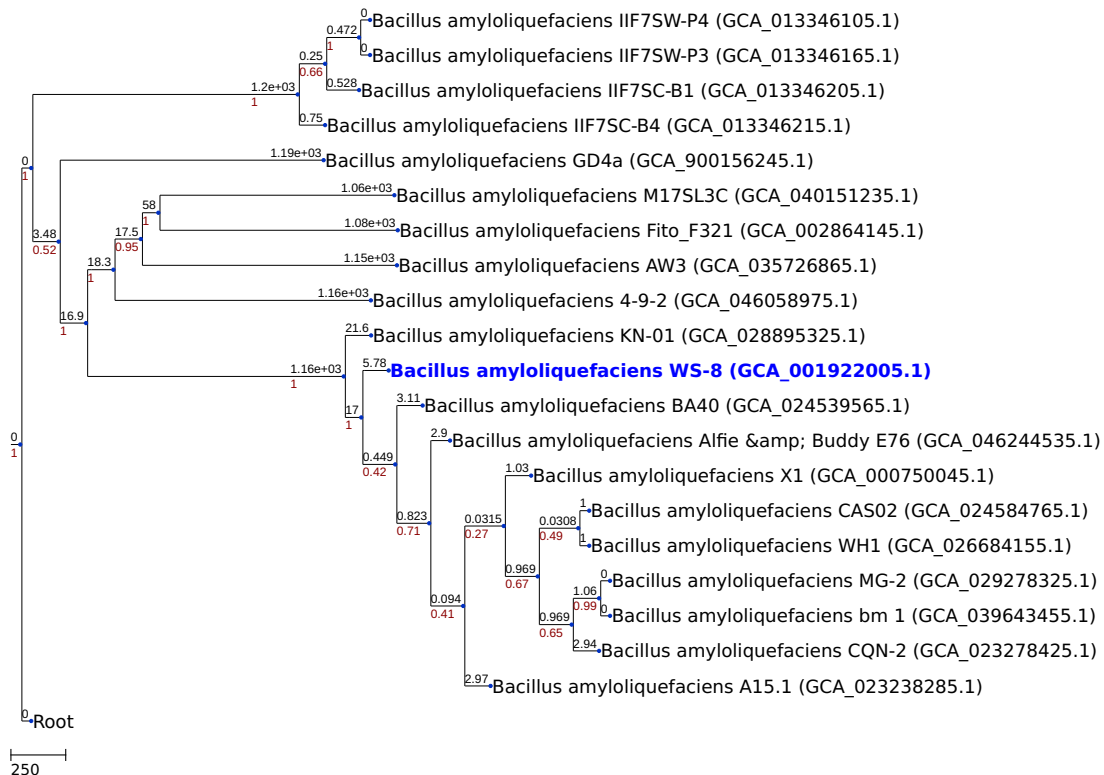 0
Bacillus amyloliquefaciens IIF7SW-P4 (GCA_013346105.1)
0.472
1
0
Bacillus amyloliquefaciens IIF7SW-P3 (GCA_013346165.1)
0.25
0.66
0.528
Bacillus amyloliquefaciens IIF7SC-B1 (GCA_013346205.1)
1.2e+03
1
0.75
Bacillus amyloliquefaciens IIF7SC-B4 (GCA_013346215.1)
0
1
1.19e+03
Bacillus amyloliquefaciens GD4a (GCA_900156245.1)
1.06e+03
Bacillus amyloliquefaciens M17SL3C (GCA_040151235.1)
58
1
1.08e+03
Bacillus amyloliquefaciens Fito_F321 (GCA_002864145.1)
3.48
0.52
17.5
0.95
1.15e+03
Bacillus amyloliquefaciens AW3 (GCA_035726865.1)
18.3
1
1.16e+03
Bacillus amyloliquefaciens 4-9-2 (GCA_046058975.1)
16.9
1
21.6
Bacillus amyloliquefaciens KN-01 (GCA_028895325.1)
1.16e+03
1
5.78
Bacillus amyloliquefaciens WS-8 (GCA_001922005.1)
17
1
3.11
Bacillus amyloliquefaciens BA40 (GCA_024539565.1)
0
1
2.9
Bacillus amyloliquefaciens Alfie &amp; Buddy E76 (GCA_046244535.1)
0.449
0.42
1.03
Bacillus amyloliquefaciens X1 (GCA_000750045.1)
0.823
0.71
0.0315
0.27
1
Bacillus amyloliquefaciens CAS02 (GCA_024584765.1)
0.0308
0.49
1
Bacillus amyloliquefaciens WH1 (GCA_026684155.1)
0.969
0.67
0
Bacillus amyloliquefaciens MG-2 (GCA_029278325.1)
1.06
0.99
0
Bacillus amyloliquefaciens bm 1 (GCA_039643455.1)
0.094
0.41
0.969
0.65
2.94
Bacillus amyloliquefaciens CQN-2 (GCA_023278425.1)
2.97
Bacillus amyloliquefaciens A15.1 (GCA_023238285.1)
0
Root
250